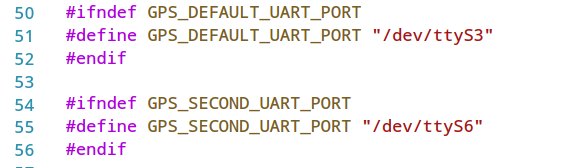 50 #ifndef GPS_DEFAULT_UART_PORT
51 #define GPS_DEFAULT_UART_PORT "/dev/ttyS3"
52 #endif
53
54 #ifndef GPS_SECOND_UART_PORT
55 #define GPS_SECOND_UART_PORT "/dev/ttyS6"
56 #endif